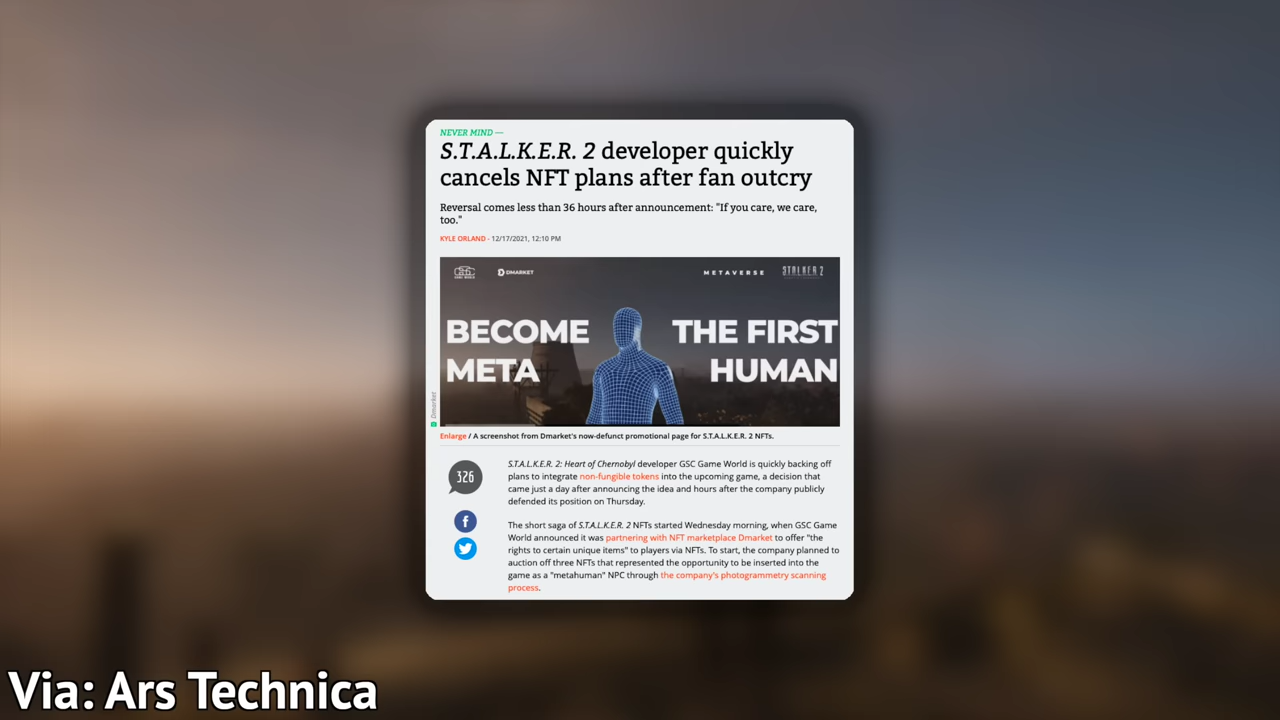 NEVER MIND —
S.T.A.L.K.E.R. 2 developer quickly
cancels NFT plans after fan outcry
Reversal comes less than 36 hours after announcement: "If you care, we care,
too."
KYLE ORLAND - 12/17/2021, 12:10 PM
GSC GAME WORLD
DMARKET
METAVERSE
STALKER 2
BECOME THE FIRST
META HUMAN
Dmarket
Enlarge / A screenshot from Dmarket's now-defunct promotional page for S.T.A.L.K.E.R. 2 NFTs.
326
S.T.A.L.K.E.R. 2: Heart of Chernobyl developer GSC Game World is quickly backing off
plans to integrate non-fungible tokens into the upcoming game, a decision that
came just a day after announcing the idea and hours after the company publicly
defended its position on Thursday.
The short saga of S.T.A.L.K.E.R. 2 NFTs started Wednesday morning, when GSC Game
World announced it was partnering with NFT marketplace Dmarket to offer "the
rights to certain unique items" to players via NFTs. To start, the company planned to
auction off three NFTs that represented the opportunity to be inserted into the
game as a "metahuman" NPC through the company's photogrammetry scanning
process.
Via: Ars Technica